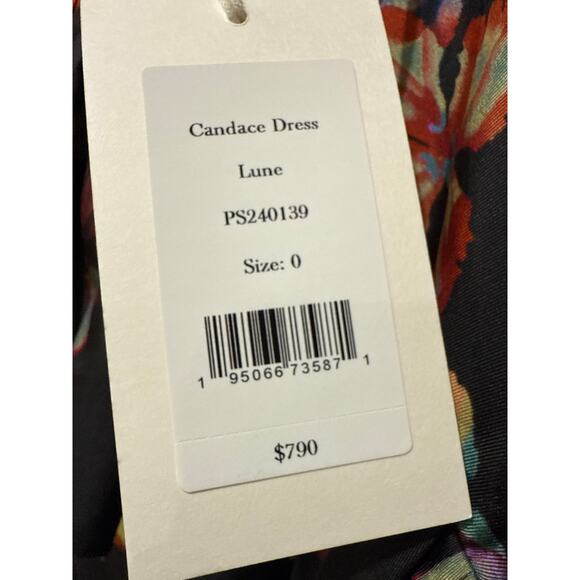 Candace Dress
Lune
PS240139
Size: 0
1 95066 73587 1
$790